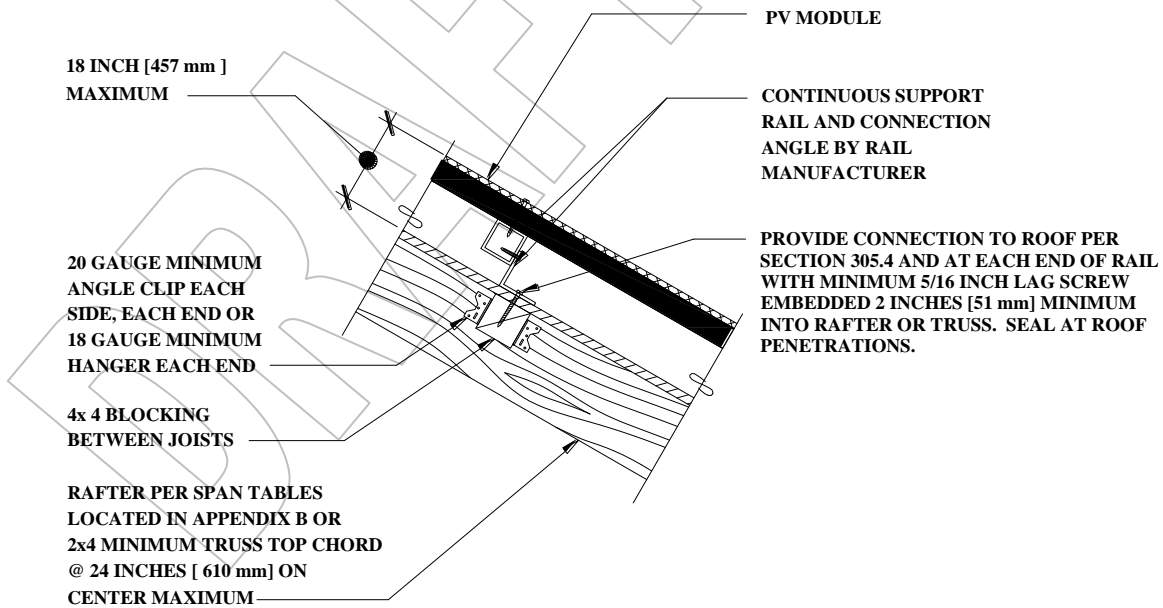 PV MODULE
18 INCH [457 mm ]
MAXIMUM
CONTINUOUS SUPPORT
RAIL AND CONNECTION
ANGLE BY RAIL
MANUFACTURER
PROVIDE CONNECTION TO ROOF PER
SECTION 305.4 AND AT EACH END OF RAIL
WITH MINIMUM 5/16 INCH LAG SCREW
EMBEDDED 2 INCHES [51 mm] MINIMUM
INTO RAFTER OR TRUSS. SEAL AT ROOF
PENETRATIONS.
20 GAUGE MINIMUM
ANGLE CLIP EACH
SIDE, EACH END OR
18 GAUGE MINIMUM
HANGER EACH END
4x 4 BLOCKING
BETWEEN JOISTS
RAFTER PER SPAN TABLES
LOCATED IN APPENDIX B OR
2x4 MINIMUM TRUSS TOP CHORD
@ 24 INCHES [ 610 mm] ON
CENTER MAXIMUM